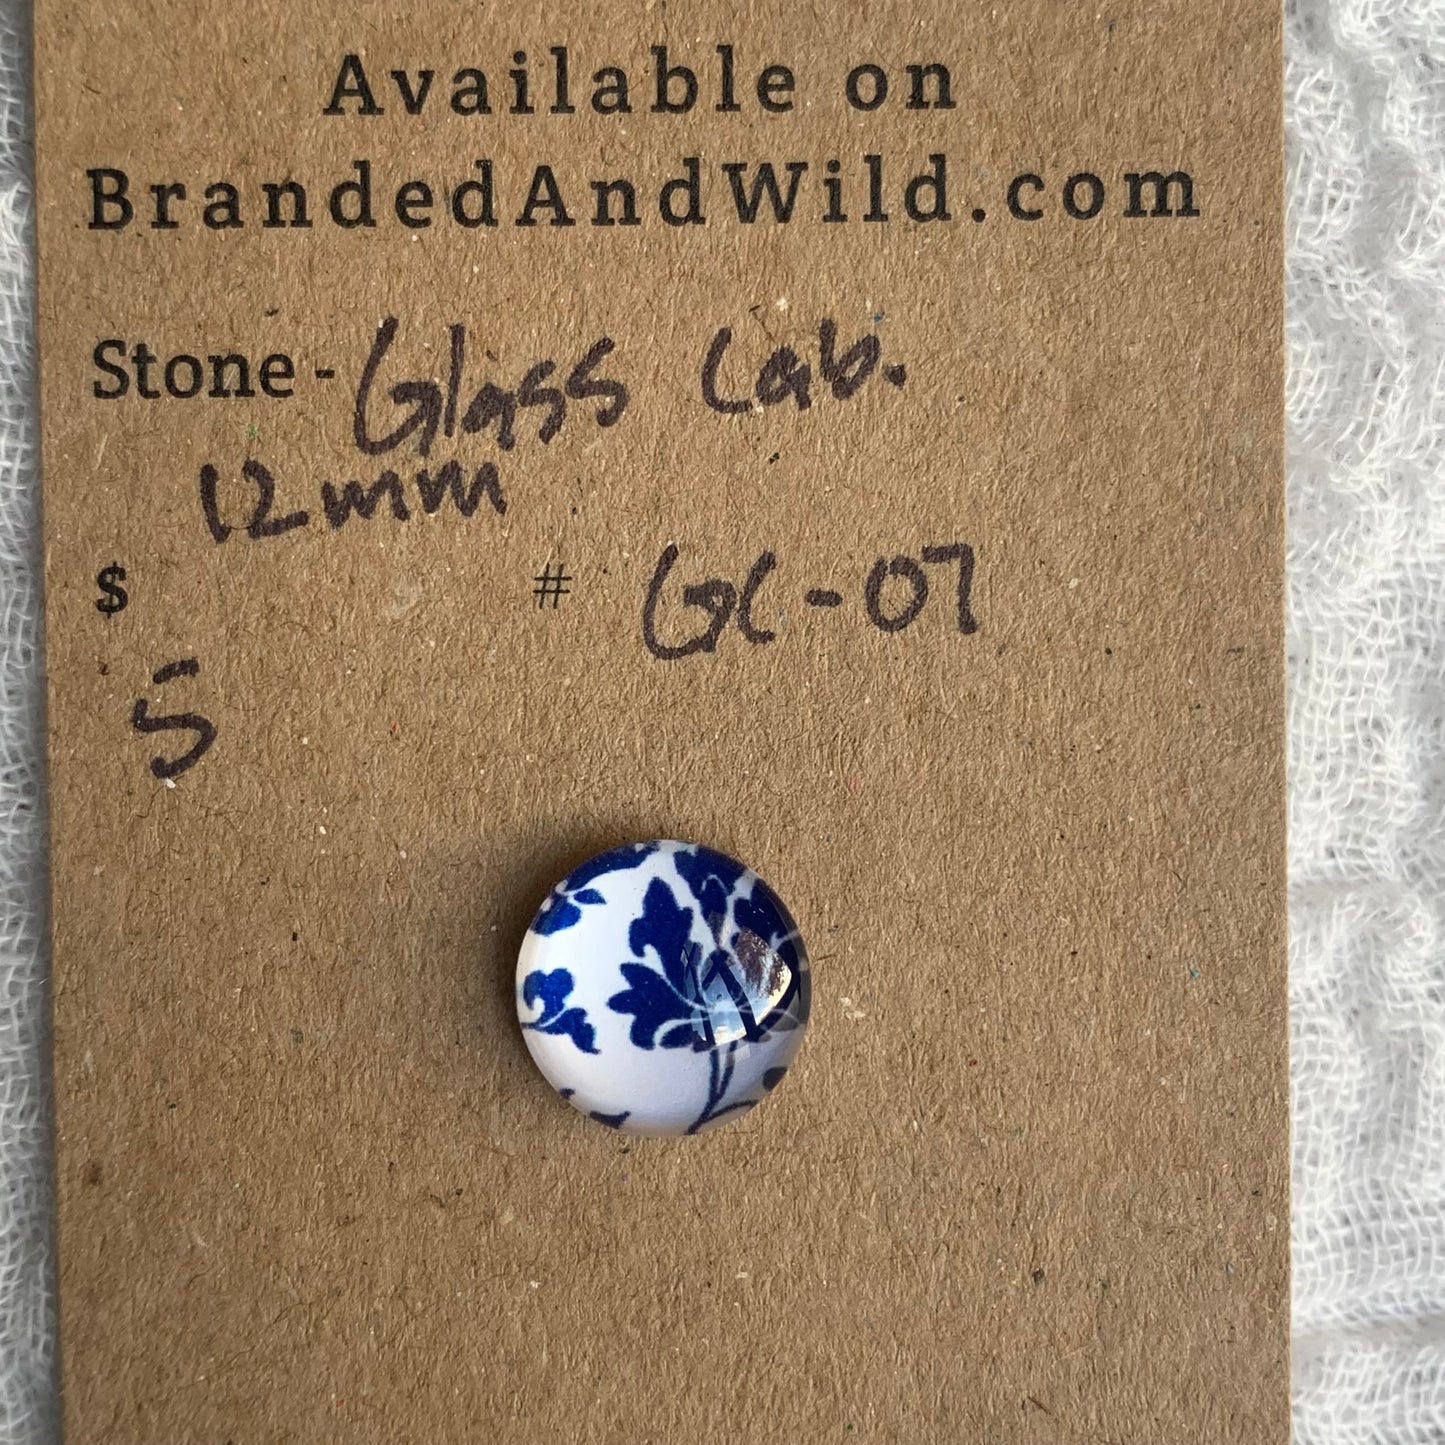 Available on
BrandedAndWild.com
Stone - Glass Cab.
12mm
$ # GC-07
5